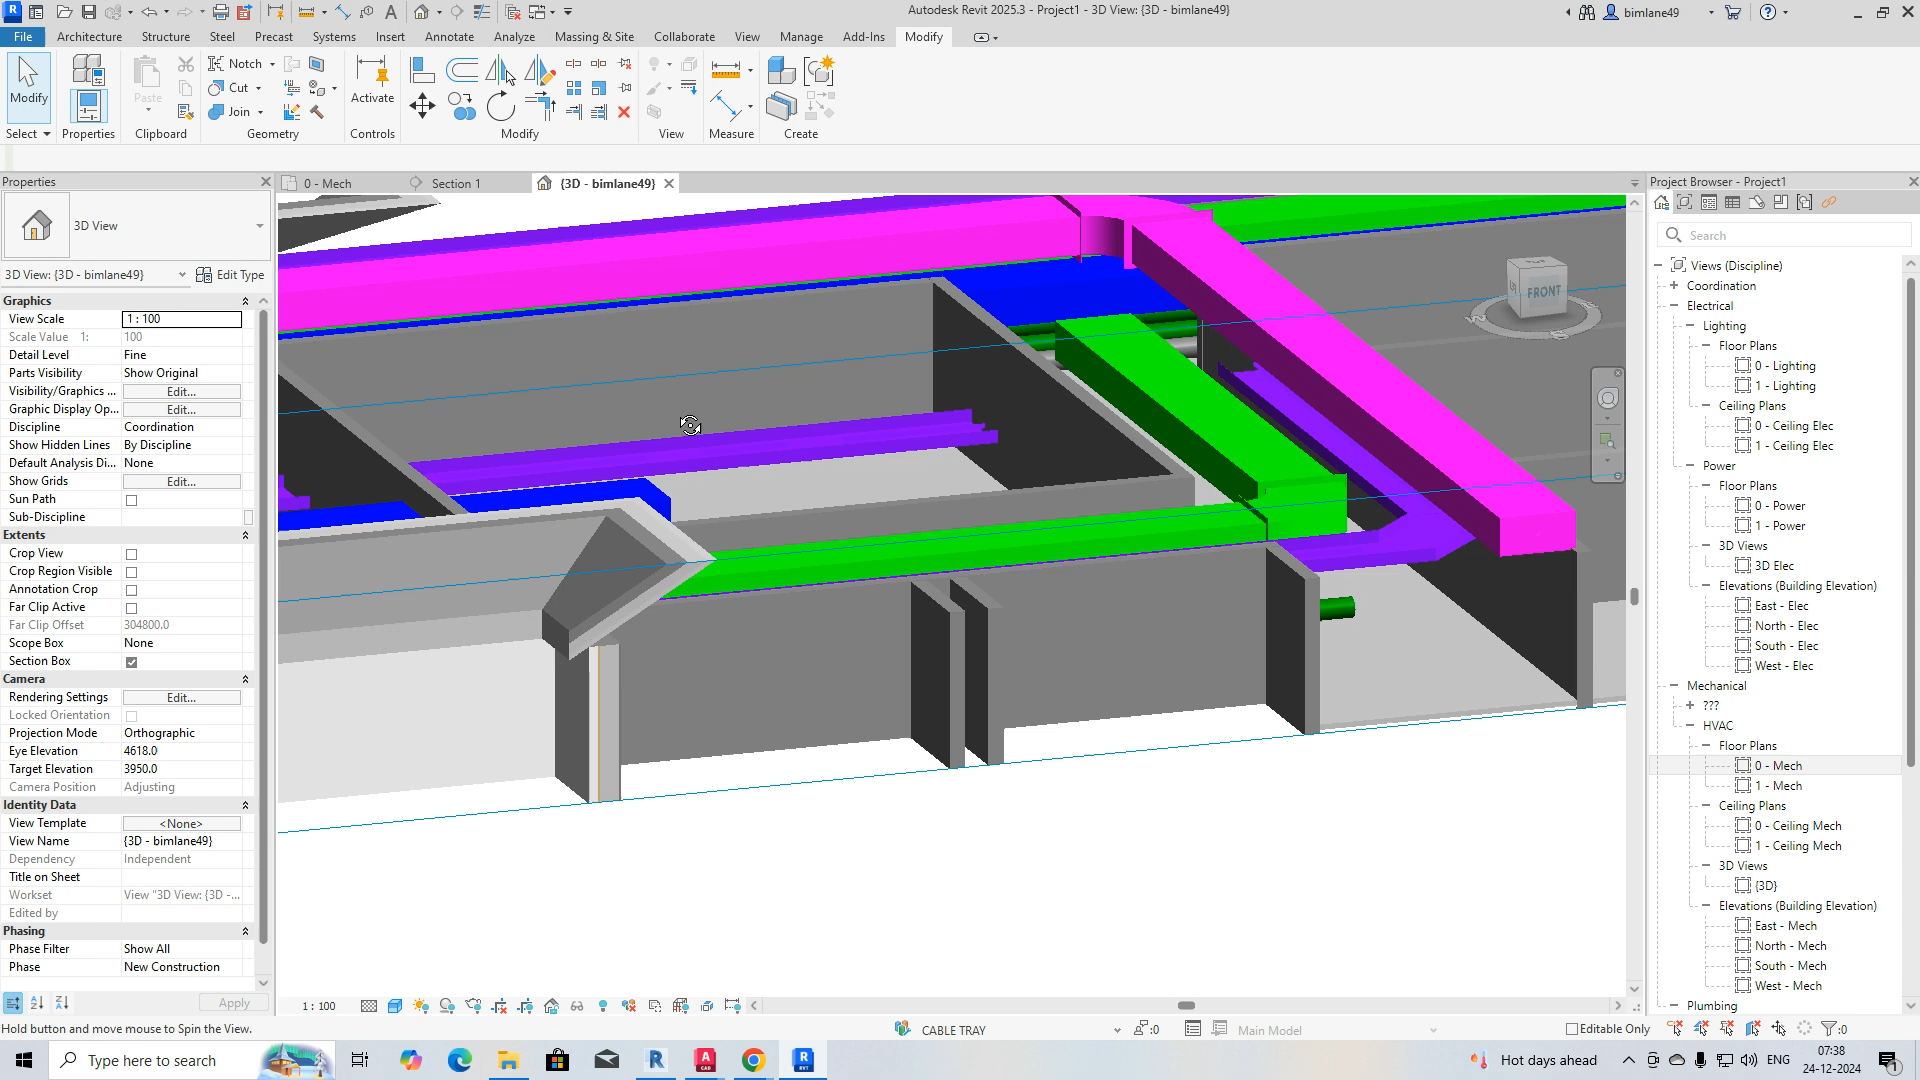 Autodesk Revit 2025.3 - Project1 - 3D View: {3D - bimlane49}
bimlane49
File
Architecture
Structure
Steel
Precast
Systems
Insert
Annotate
Analyze
Massing & Site
Collaborate
View
Manage
Add-Ins
Modify
Modify
Paste
Notch
Cut
Join
Activate
Select
Properties
Clipboard
Geometry
Controls
Modify
View
Measure
Create
Properties
0 - Mech
Section 1
{3D - bimlane49}
Project Browser - Project1
3D View
3D View: {3D - bimlane49}
Edit Type
Graphics
View Scale 1 : 100
Scale Value 1: 100
Detail Level Fine
Parts Visibility Show Original
Visibility/Graphics ... Edit...
Graphic Display Op... Edit...
Discipline Coordination
Show Hidden Lines By Discipline
Default Analysis Di... None
Show Grids Edit...
Sun Path
Sub-Discipline
Extents
Crop View
Crop Region Visible
Annotation Crop
Far Clip Active
Far Clip Offset 304800.0
Scope Box None
Section Box
Camera
Rendering Settings Edit...
Locked Orientation
Projection Mode Orthographic
Eye Elevation 4618.0
Target Elevation 3950.0
Camera Position Adjusting
Identity Data
View Template <None>
View Name {3D - bimlane49}
Dependency Independent
Title on Sheet
Workset View "3D View: {3D -...
Edited by
Phasing
Phase Filter Show All
Phase New Construction
Apply
FRONT
W
S
Search
Views (Discipline)
Coordination
Electrical
Lighting
Floor Plans
0 - Lighting
1 - Lighting
Ceiling Plans
0 - Ceiling Elec
1 - Ceiling Elec
Power
Floor Plans
0 - Power
1 - Power
3D Views
3D Elec
Elevations (Building Elevation)
East - Elec
North - Elec
South - Elec
West - Elec
Mechanical
???
HVAC
Floor Plans
0 - Mech
1 - Mech
Ceiling Plans
0 - Ceiling Mech
1 - Ceiling Mech
3D Views
{3D}
Elevations (Building Elevation)
East - Mech
North - Mech
South - Mech
West - Mech
Plumbing
1 : 100
Hold button and move mouse to Spin the View.
CABLE TRAY
:0
Main Model
Editable Only
:0
Type here to search
Hot days ahead
ENG
07:38
24-12-2024